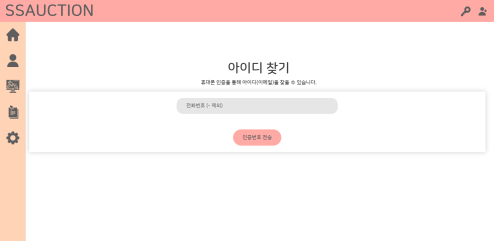 SSAUCTION
아이디 찾기
휴대폰 인증을 통해 아이디(이메일)을 찾을 수 있습니다.
전화번호 (- 제외)
인증번호 전송